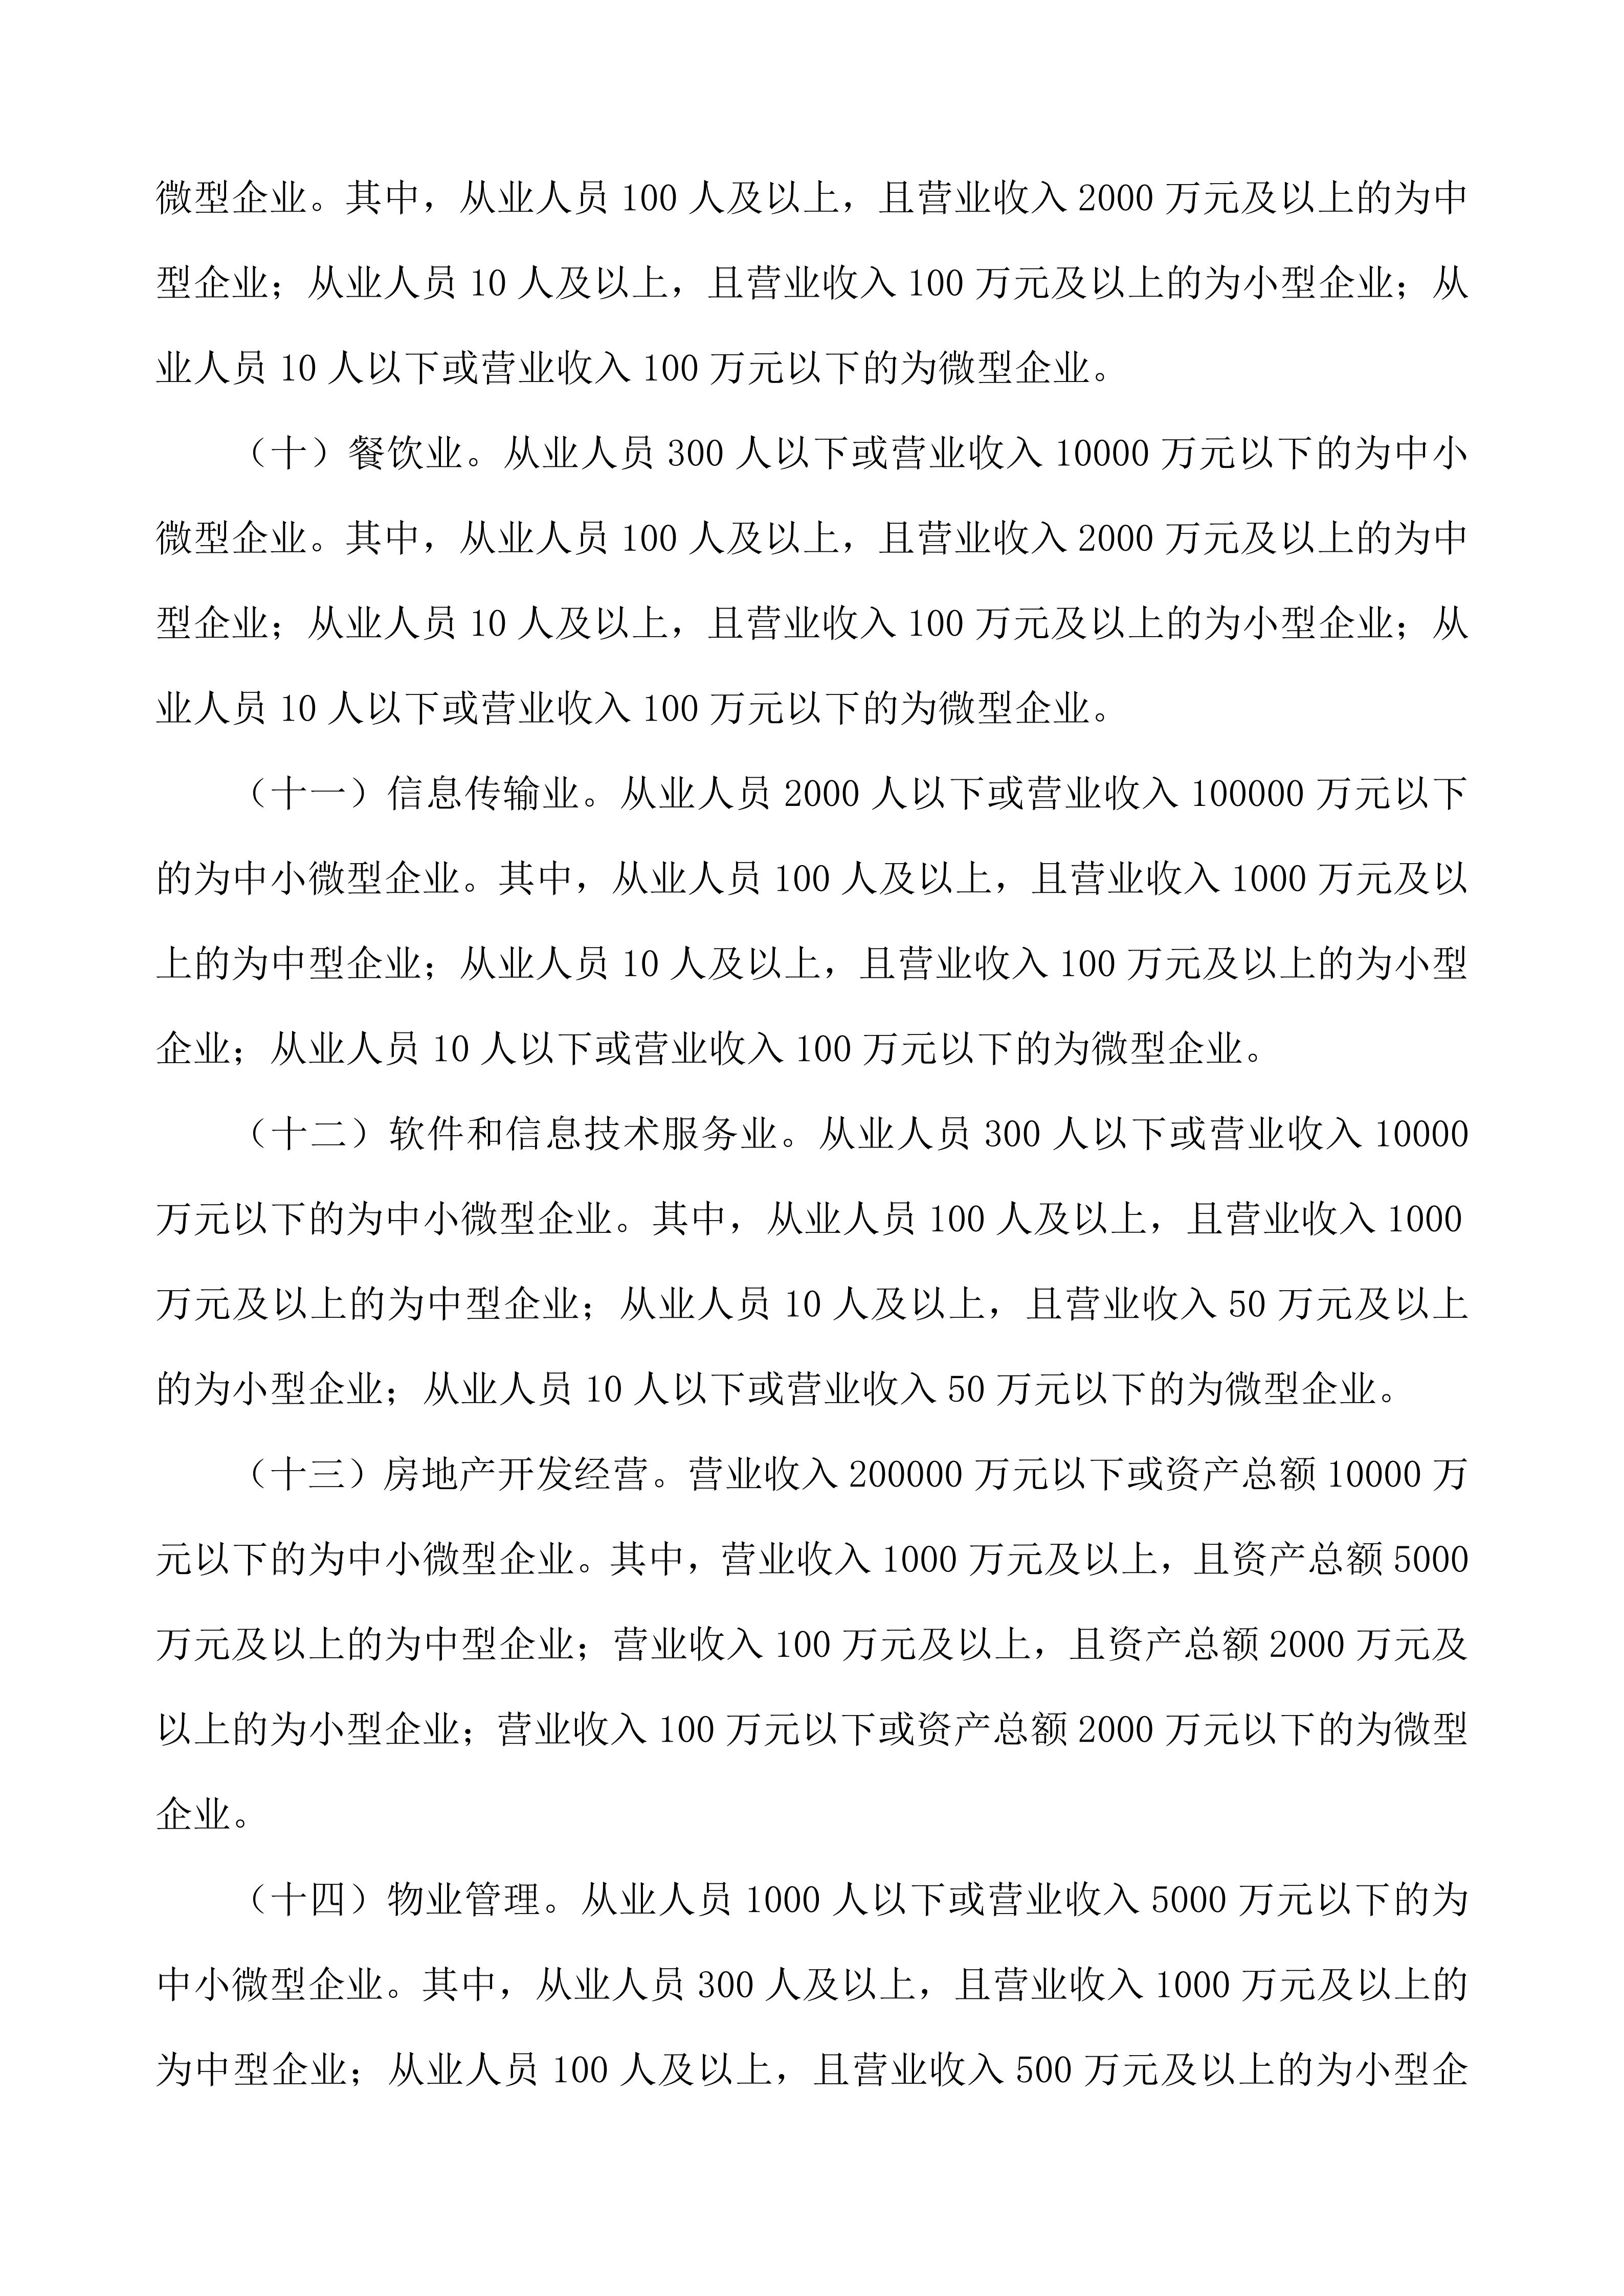 微型企业。其中，从业人员 100 人及以上，且营业收入 2000 万元及以上的为中
型企业；从业人员 10 人及以上，且营业收入 100 万元及以上的为小型企业；从
业人员 10 人以下或营业收入 100 万元以下的为微型企业。
（十）餐饮业。从业人员 300 人以下或营业收入 10000 万元以下的为中小
微型企业。其中，从业人员 100 人及以上，且营业收入 2000 万元及以上的为中
型企业；从业人员 10 人及以上，且营业收入 100 万元及以上的为小型企业；从
业人员 10 人以下或营业收入 100 万元以下的为微型企业。
（十一）信息传输业。从业人员 2000 人以下或营业收入 100000 万元以下
的为中小微型企业。其中，从业人员 100 人及以上，且营业收入 1000 万元及以
上的为中型企业；从业人员 10 人及以上，且营业收入 100 万元及以上的为小型
企业；从业人员 10 人以下或营业收入 100 万元以下的为微型企业。
（十二）软件和信息技术服务业。从业人员 300 人以下或营业收入 10000
万元以下的为中小微型企业。其中，从业人员 100 人及以上，且营业收入 1000
万元及以上的为中型企业；从业人员 10 人及以上，且营业收入 50 万元及以上
的为小型企业；从业人员 10 人以下或营业收入 50 万元以下的为微型企业。
（十三）房地产开发经营。营业收入 200000 万元以下或资产总额 10000 万
元以下的为中小微型企业。其中，营业收入 1000 万元及以上，且资产总额 5000
万元及以上的为中型企业；营业收入 100 万元及以上，且资产总额 2000 万元及
以上的为小型企业；营业收入 100 万元以下或资产总额 2000 万元以下的为微型
企业。
（十四）物业管理。从业人员 1000 人以下或营业收入 5000 万元以下的为
中小微型企业。其中，从业人员 300 人及以上，且营业收入 1000 万元及以上的
为中型企业；从业人员 100 人及以上，且营业收入 500 万元及以上的为小型企